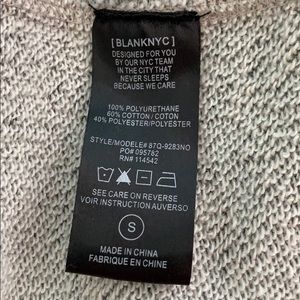 [BLANKNYC]
DESIGNED FOR YOU
BY OUR NYC TEAM
IN THE CITY THAT
NEVER SLEEPS
BECAUSE WE CARE
100% POLYURETHANE
60% COTTON / COTON
40% POLYESTER/POLYESTER
STYLE/MODELE# 87Q-9283NO
PO# 095782
RN# 114542
SEE CARE ON REVERSE
VOIR INSTRUCTION AUVERSO
S
MADE IN CHINA
FABRIQUE EN CHINE